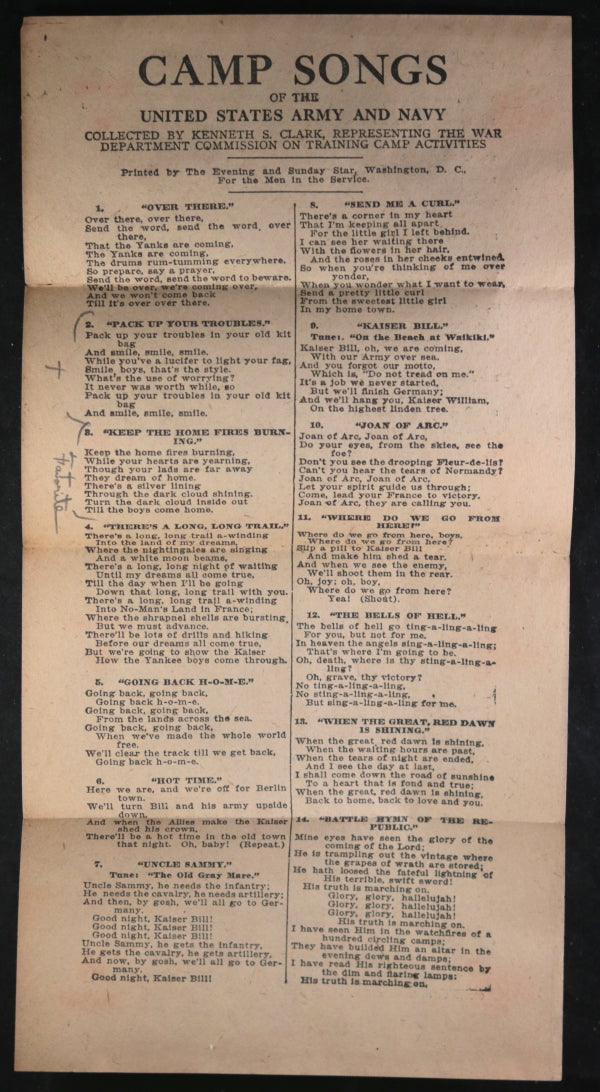 CAMP SONGS
OF THE
UNITED STATES ARMY AND NAVY
COLLECTED BY KENNETH S. CLARK, REPRESENTING THE WAR
DEPARTMENT COMMISSION ON TRAINING CAMP ACTIVITIES
Printed by The Evening and Sunday Star, Washington, D. C.,
For the Men in the Service.
1. "OVER THERE."
Over there, over there,
Send the word, send the word, over
there,
That the Yanks are coming,
The Yanks are coming,
The drums rum-tumming everywhere.
So prepare, say a prayer,
Send the word, send the word to beware.
We'll be over, we're coming over,
And we won't come back
Till it's over over there.
2. "PACK UP YOUR TROUBLES."
Pack up your troubles in your old kit
bag
And smile, smile, smile.
While you've a lucifer to light your fag,
Smile, boys, that's the style.
What's the use of worrying?
It never was worth while, so
Pack up your troubles in your old kit
bag
And smile, smile, smile.
3. "KEEP THE HOME FIRES BURN-
ING."
Keep the home fires burning,
While your hearts are yearning,
Though your lads are far away
They dream of home.
There's a silver lining
Through the dark cloud shining.
Turn the dark cloud inside out
Till the boys come home.
Favorite
4. "THERE'S A LONG, LONG TRAIL."
There's a long, long trail a-winding
Into the land of my dreams,
Where the nightingales are singing
And a white moon beams,
There's a long, long night of waiting
Until my dreams all come true,
Till the day when I'll be going
Down that long, long trail with you.
There's a long, long trail a-winding
Into No-Man's Land in France;
Where the shrapnel shells are bursting,
But we must advance.
There'll be lots of drills and hiking
Before our dreams all come true,
But we're going to show the Kaiser
How the Yankee boys come through.
5. "GOING BACK H-O-M-E."
Going back, going back,
Going back h-o-m-e.
Going back, going back,
From the lands across the sea.
Going back, going back,
When we've made the whole world
free.
We'll clear the track till we get back,
Going back h-o-m-e.
6. "HOT TIME."
Here we are, and we're off for Berlin
town.
We'll turn Bill and his army upside
down.
And when the Allies make the Kaiser
shed his crown,
There'll be a hot time in the old town
that night. Oh, baby! (Repeat.)
7. "UNCLE SAMMY."
Tune: "The Old Gray Mare."
Uncle Sammy, he needs the infantry;
He needs the cavalry, he needs artillery;
And then, by gosh, we'll all go to Ger-
many.
Good night, Kaiser Bill!
Good night, Kaiser Bill!
Good night, Kaiser Bill!
Uncle Sammy, he gets the infantry,
He gets the cavalry, he gets artillery,
And now, by gosh, we'll all go to Ger-
many.
Good night, Kaiser Bill!
8. "SEND ME A CURL."
There's a corner in my heart
That I'm keeping all apart
For the little girl I left behind.
I can see her waiting there
With the flowers in her hair,
And the roses in her cheeks entwined.
So when you're thinking of me over
yonder,
When you wonder what I want to wear,
Send a pretty little curl
From the sweetest little girl
In my home town.
9. "KAISER BILL."
Tune: "On the Beach at Waikiki."
Kaiser Bill, oh, we are coming,
With our Army over sea.
And you forgot our motto,
Which is, "Do not tread on me."
It's a job we never started,
But we'll finish Germany;
And we'll hang you, Kaiser William,
On the highest linden tree.
10. "JOAN OF ARC."
Joan of Arc, Joan of Arc,
Do your eyes, from the skies, see the
foe?
Don't you see the drooping Fleur-de-lis?
Can't you hear the tears of Normandy?
Joan of Arc, Joan of Arc,
Let your spirit guide us through;
Come, lead your France to victory.
Joan of Arc, they are calling you.
11. "WHERE DO WE GO FROM
HERE?"
Where do we go from here, boys,
Where do we go from here?
Slip a pill to Kaiser Bill
And make him shed a tear.
And when we see the enemy,
We'll shoot them in the rear.
Oh, joy; oh, boy,
Where do we go from here?
Yea! (Shout).
12. "THE BELLS OF HELL."
The bells of hell go ting-a-ling-a-ling
For you, but not for me.
In heaven the angels sing-a-ling-a-ling;
That's where I'm going to be.
Oh, death, where is thy sting-a-ling-a-
ling?
Oh, grave, thy victory?
No ting-a-ling-a-ling,
No sting-a-ling-a-ling,
But sing-a-ling-a-ling for me.
13. "WHEN THE GREAT, RED DAWN
IS SHINING."
When the great red dawn is shining,
When the waiting hours are past,
When the tears of night are ended,
And I see the day at last,
I shall come down the road of sunshine
To a heart that is fond and true;
When the great, red dawn is shining,
Back to home, back to love and you.
14. "BATTLE HYMN OF THE RE-
PUBLIC."
Mine eyes have seen the glory of the
coming of the Lord;
He is trampling out the vintage where
the grapes of wrath are stored;
He hath loosed the fateful lightning of
His terrible, swift sword!
His truth is marching on.
Glory, glory, hallelujah!
Glory, glory, hallelujah!
Glory, glory, hallelujah!
His truth is marching on.
I have seen Him in the watchfires of a
hundred circling camps;
They have builded Him an altar in the
evening dews and damps;
I have read His righteous sentence by
the dim and flaring lamps:
His truth is marching on.